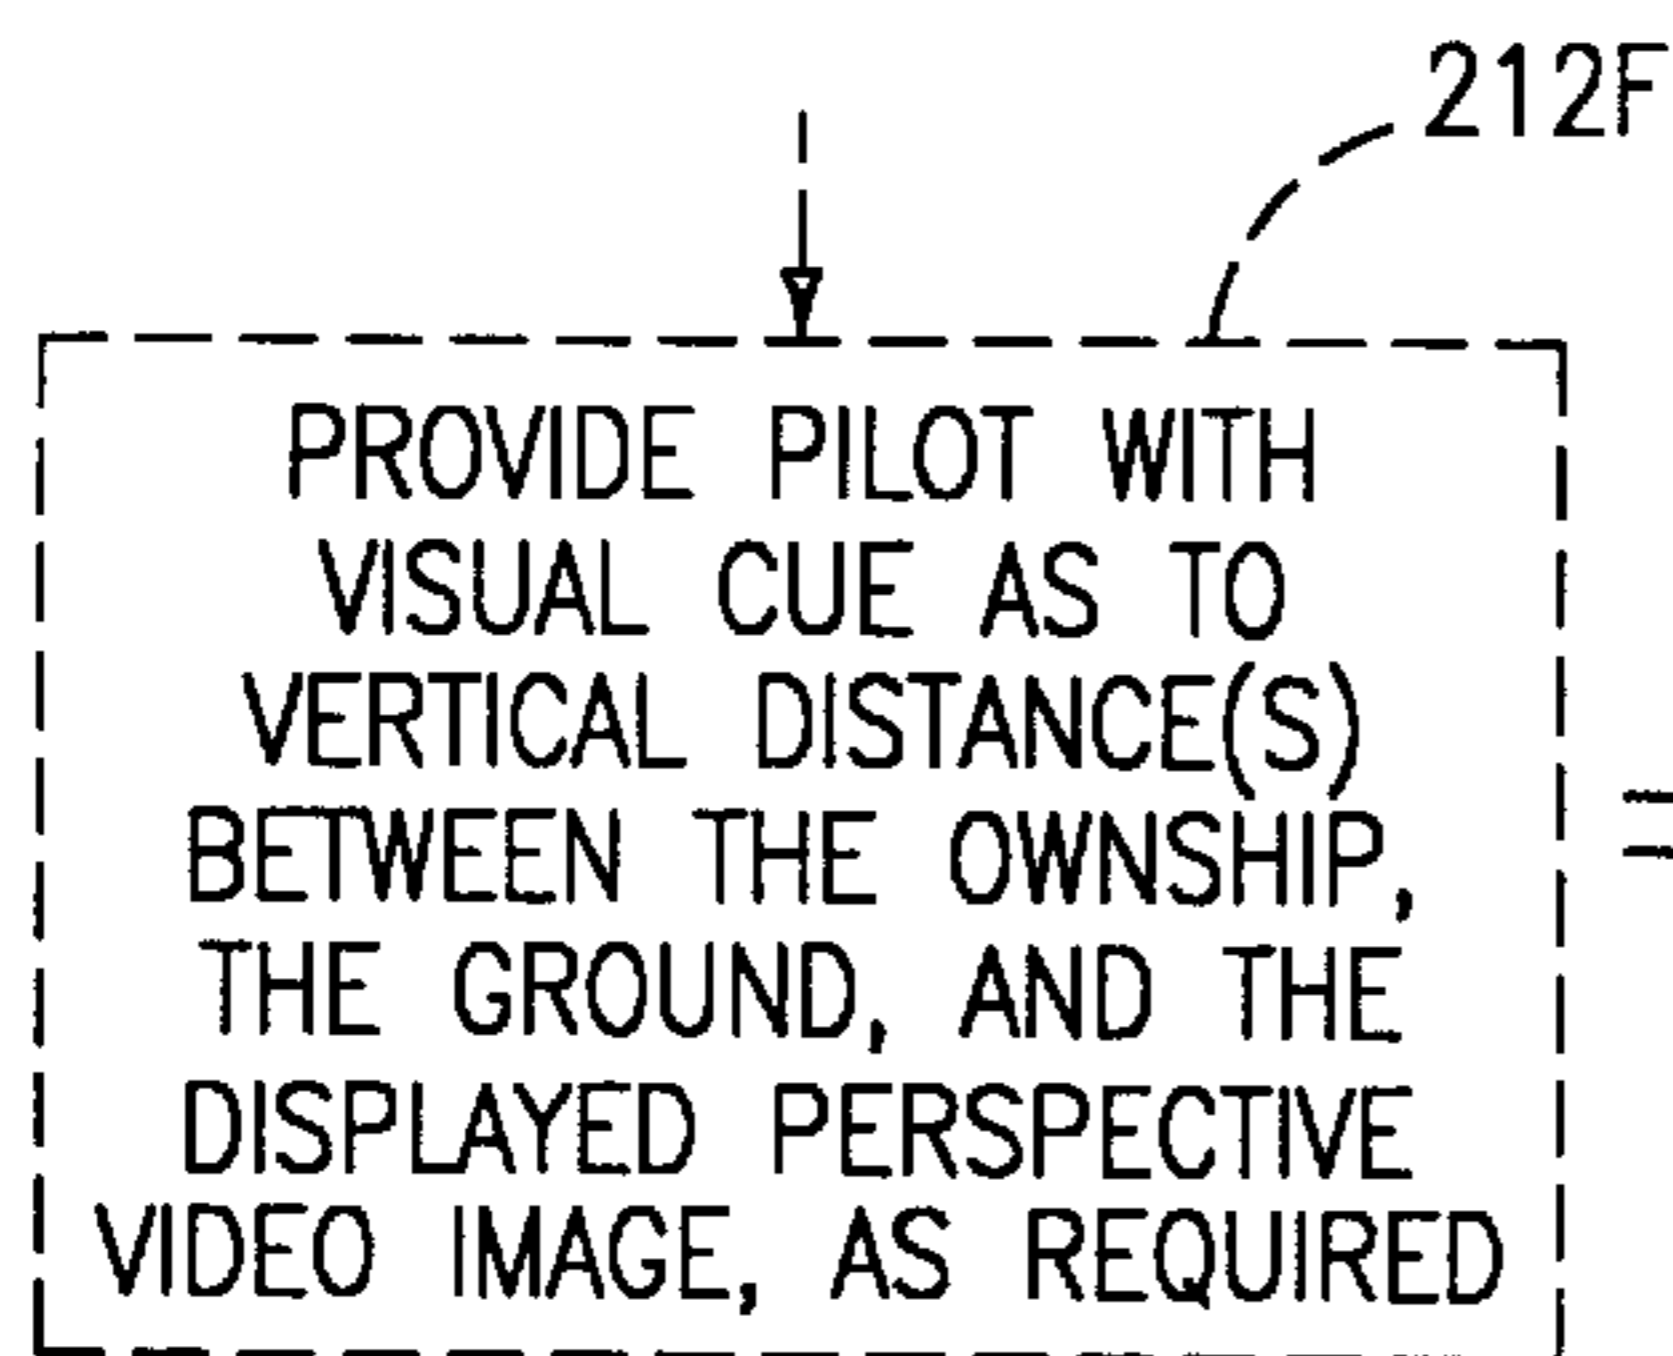 212F
PROVIDE PILOT WITH
VISUAL CUE AS TO
VERTICAL DISTANCE(S)
BETWEEN THE OWNSHIP,
THE GROUND, AND THE
DISPLAYED PERSPECTIVE
VIDEO IMAGE, AS REQUIRED